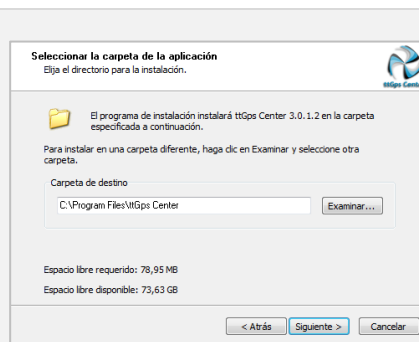 Seleccionar la carpeta de la aplicación
Elija el directorio para la instalación.
ttGps Center
El programa de instalación instalará ttGps Center 3.0.1.2 en la carpeta
especificada a continuación.
Para instalar en una carpeta diferente, haga clic en Examinar y seleccione otra
carpeta.
Carpeta de destino
C:\Program Files\ttGps Center
Examinar...
Espacio libre requerido: 78,95 MB
Espacio libre disponible: 73,63 GB
< Atrás
Siguiente >
Cancelar